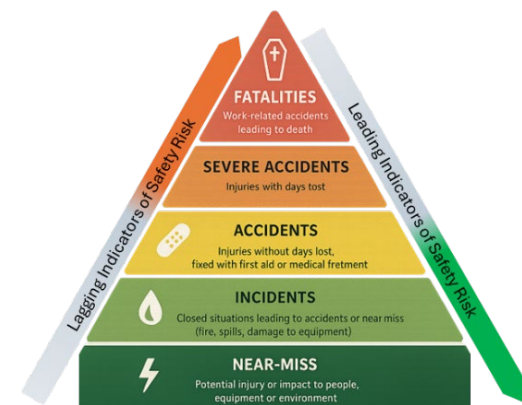 FATALITIES
Work-related accidents
leading to death
SEVERE ACCIDENTS
Injuries with days tost
ACCIDENTS
Injuries without days lost,
fixed with first aid or medical fretment
INCIDENTS
Closed situations leading to accidents or near miss
(fire, spills, damage to equipment)
NEAR-MISS
Potential injury or impact to people,
equipment or environment
Lagging Indicators of Safety Risk
Leading Indicators of Safety Risk